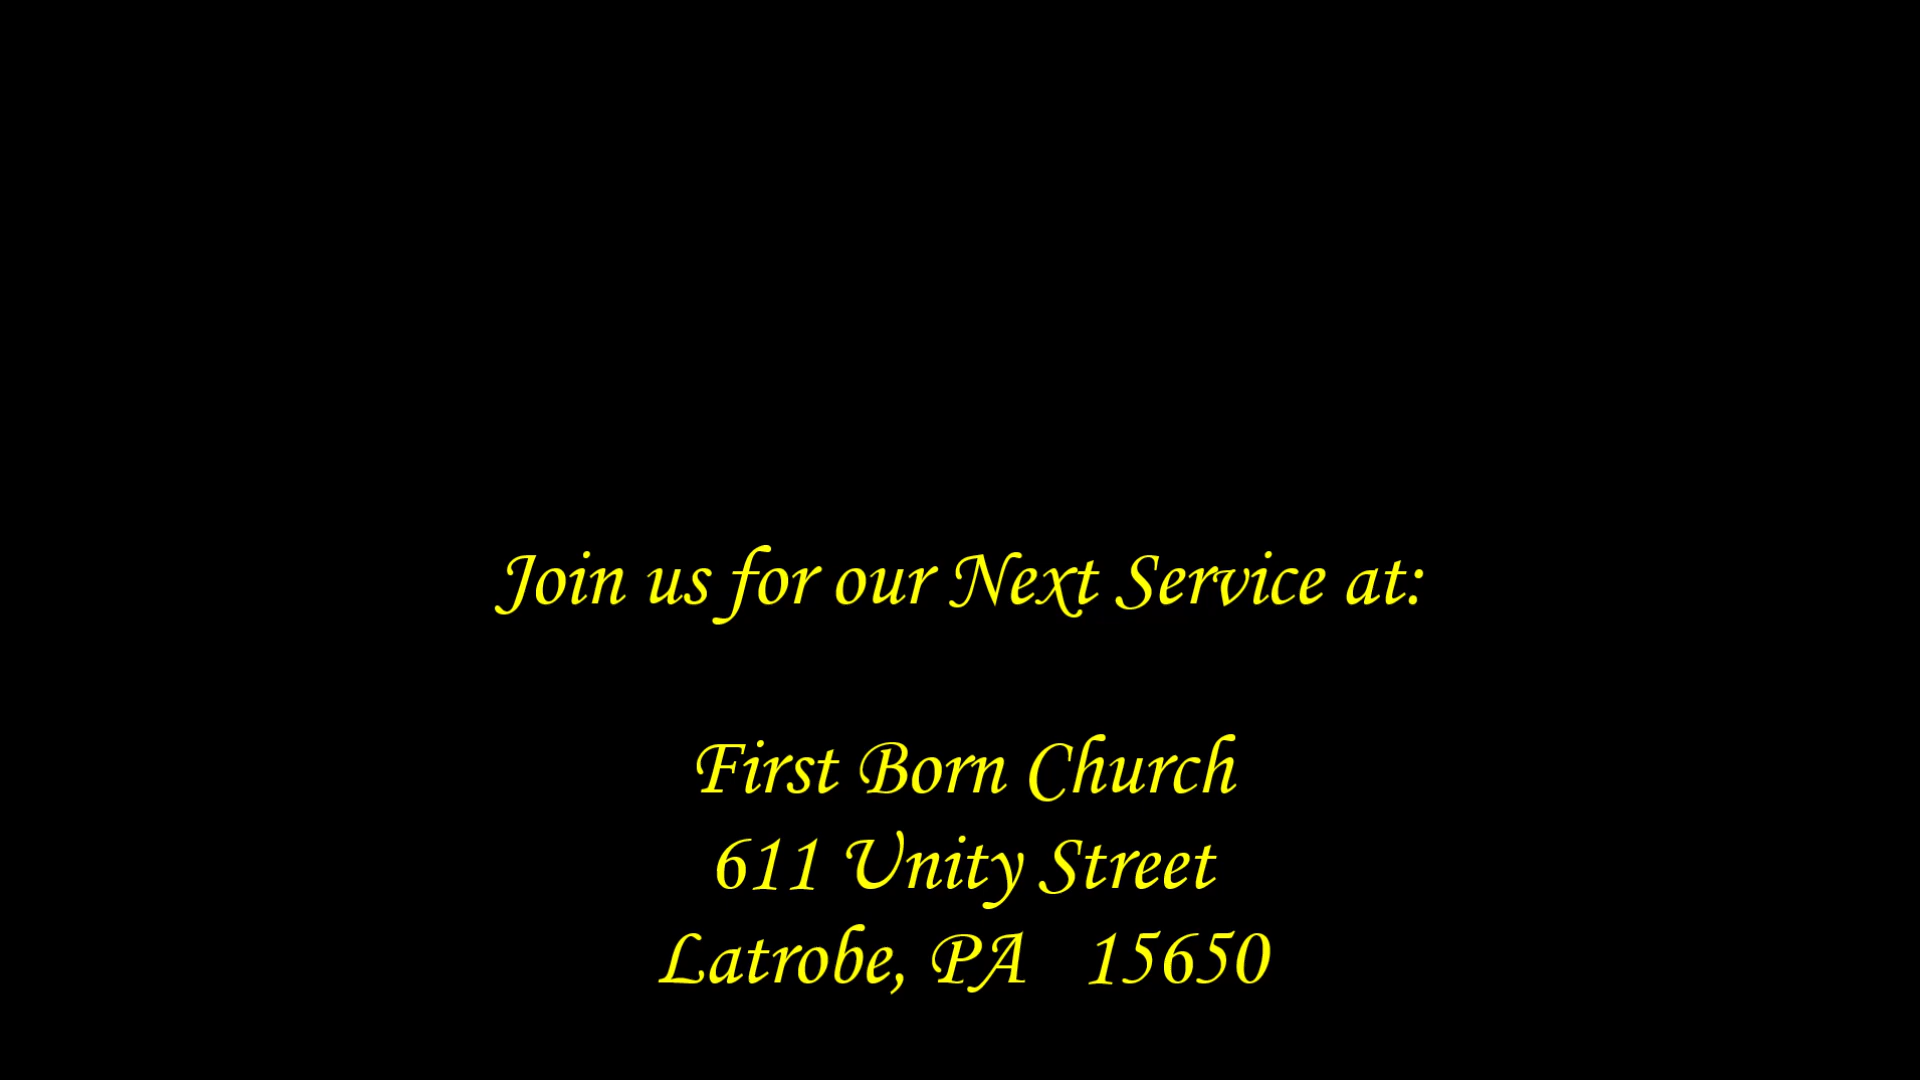 Join us for our Next Service at:
First Born Church
611 Unity Street
Latrobe, PA   15650